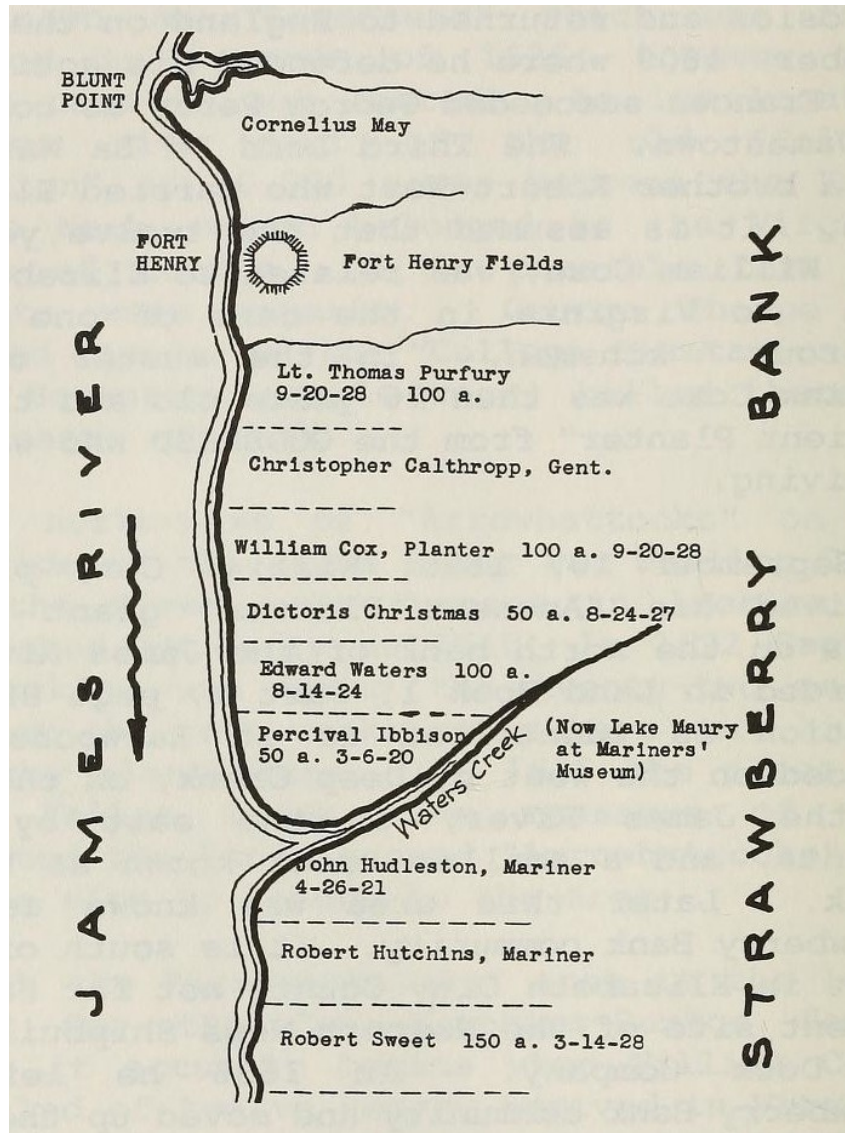 BLUNT
POINT
Cornelius May
FORT
HENRY
Fort Henry Fields
Lt. Thomas Purfury
9-20-28 100 a.
Christopher Calthropp, Gent.
William Cox, Planter 100 a. 9-20-28
Dictoris Christmas 50 a. 8-24-27
Edward Waters 100 a.
8-14-24
Percival Ibbison
50 a. 3-6-20
(Now Lake Maury
at Mariners'
Museum)
Waters Creek
John Hudleston, Mariner
4-26-21
Robert Hutchins, Mariner
Robert Sweet 150 a. 3-14-28
JAMES RIVER
STRAWBERRY BANK